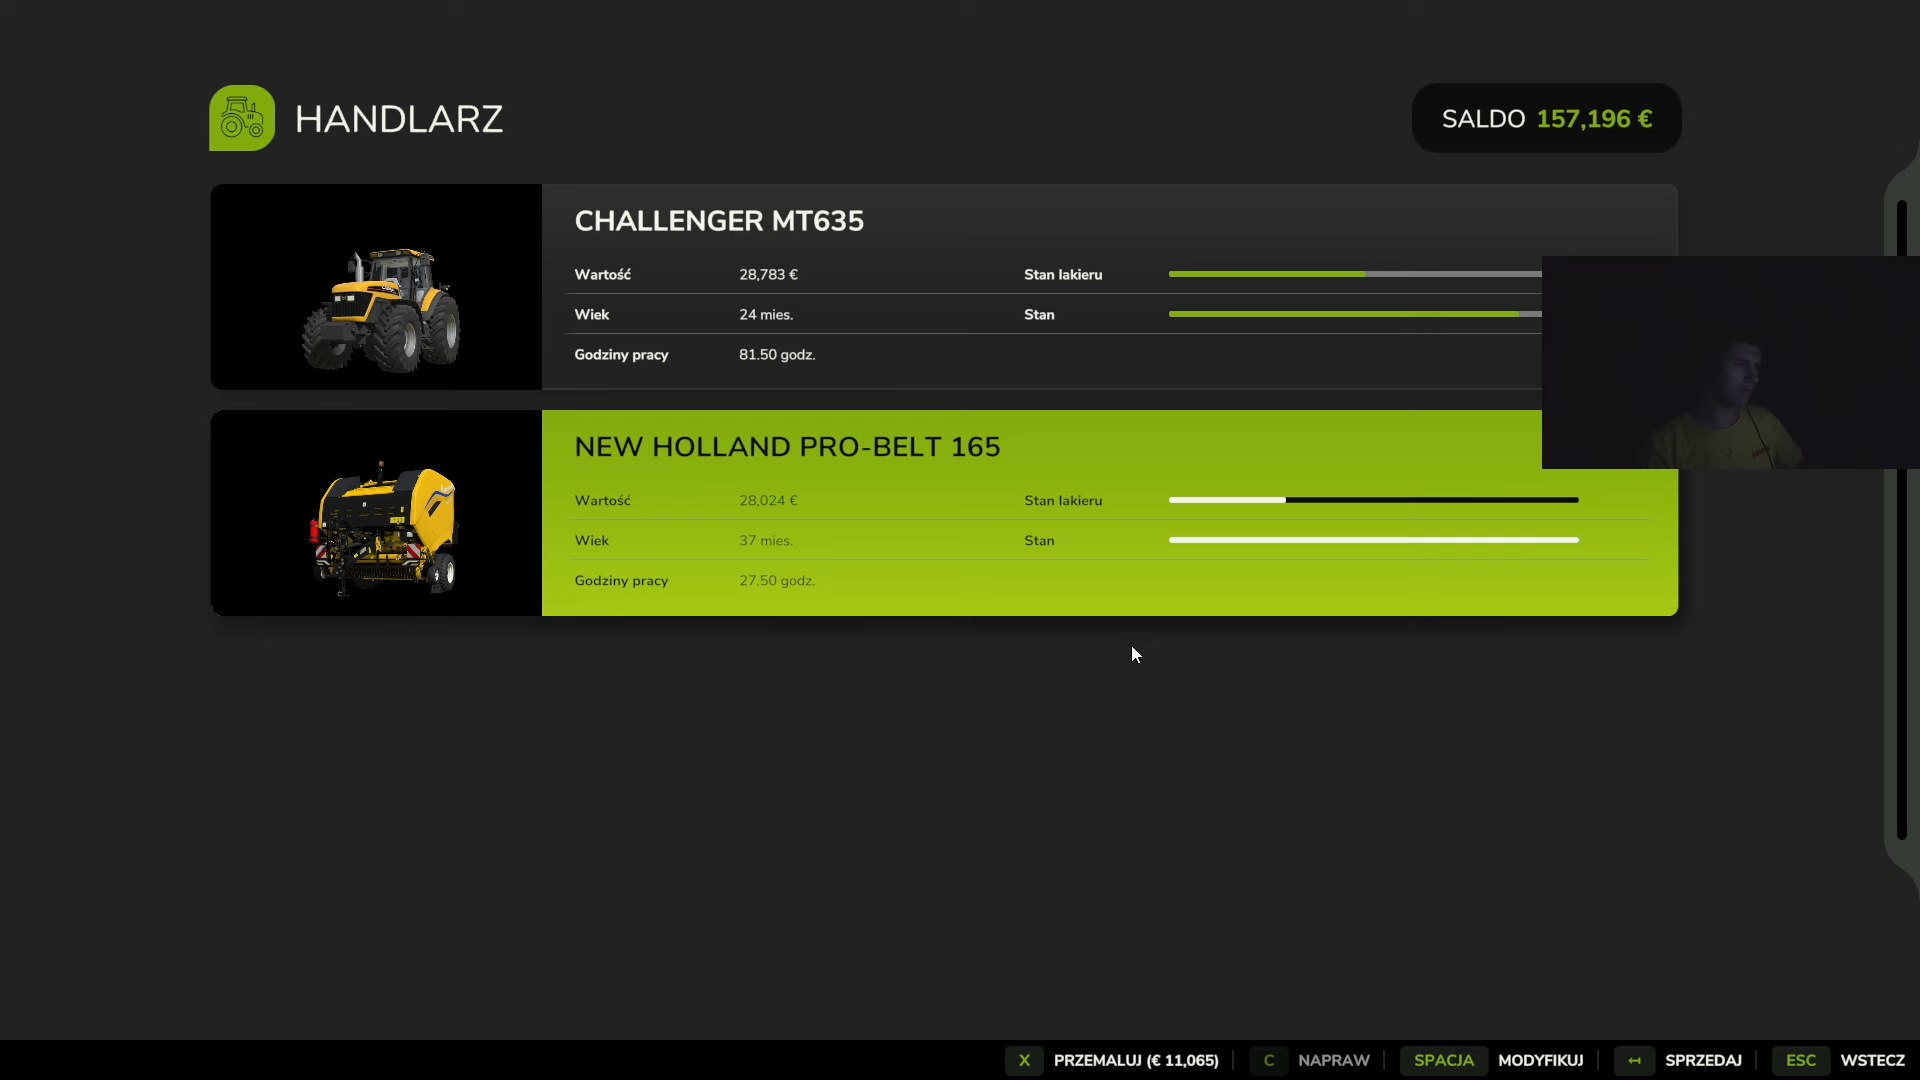 HANDLARZ
SALDO 157,196 €
CHALLENGER MT635
Wartość 28,783 € Stan lakieru
Wiek 24 mies. Stan
Godziny pracy 81.50 godz.
NEW HOLLAND PRO-BELT 165
Wartość 28,024 € Stan lakieru
Wiek 37 mies. Stan
Godziny pracy 27.50 godz.
X PRZEMALUJ (€ 11,065) C NAPRAW SPACJA MODYFIKUJ ↔ SPRZEDAJ ESC WSTECZ